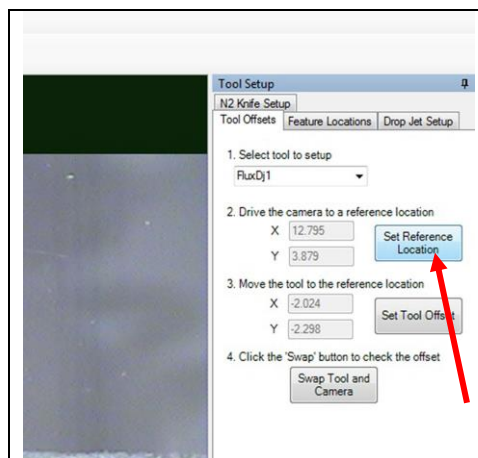 Tool Setup
N2 Knife Setup
Tool Offsets Feature Locations Drop Jet Setup
1. Select tool to setup
FluxDj1
2. Drive the camera to a reference location
X 12.795
Set Reference
Location
Y 3.879
3. Move the tool to the reference location
X -2.024
Set Tool Offset
Y -2.298
4. Click the 'Swap' button to check the offset
Swap Tool and
Camera